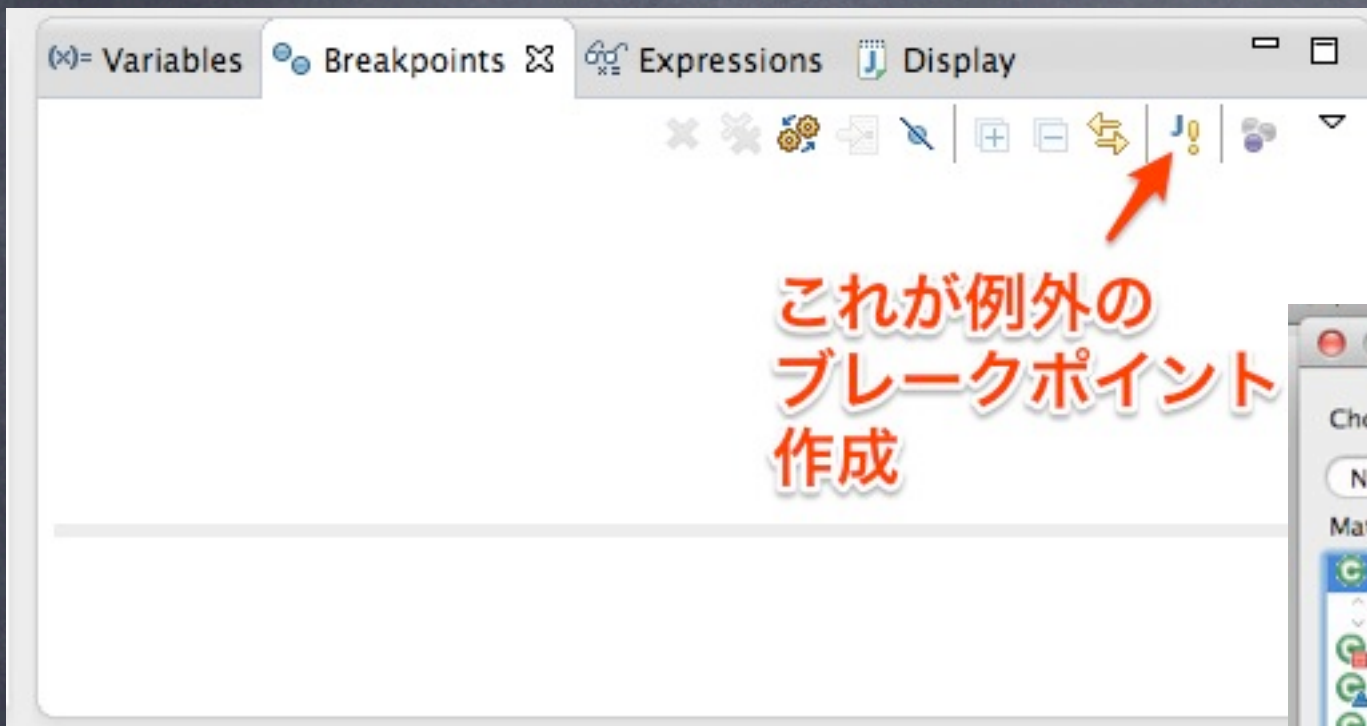 (x)= Variables Breakpoints Expressions Display
これが例外の
ブレークポイント
作成